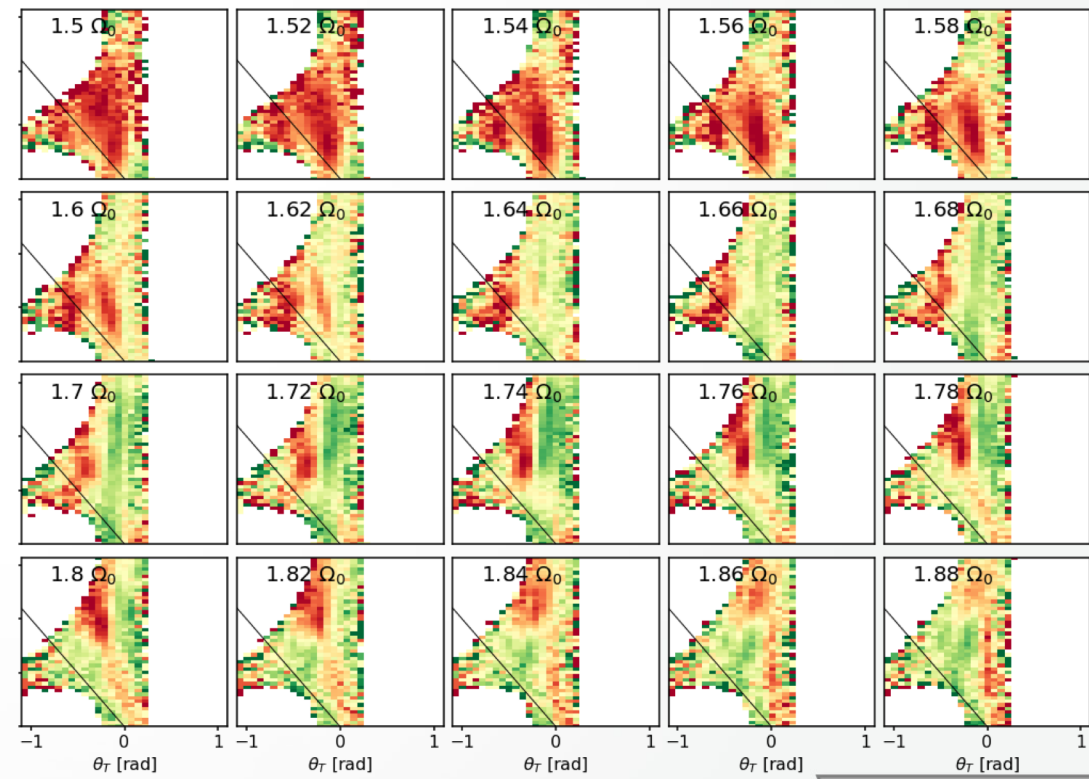 1.5 Ω₀ 1.52 Ω₀ 1.54 Ω₀ 1.56 Ω₀ 1.58 Ω₀
1.6 Ω₀ 1.62 Ω₀ 1.64 Ω₀ 1.66 Ω₀ 1.68 Ω₀
1.7 Ω₀ 1.72 Ω₀ 1.74 Ω₀ 1.76 Ω₀ 1.78 Ω₀
1.8 Ω₀ 1.82 Ω₀ 1.84 Ω₀ 1.86 Ω₀ 1.88 Ω₀
−1 0 1 −1 0 1 −1 0 1 −1 0 1 −1 0 1
θ_T [rad] θ_T [rad] θ_T [rad] θ_T [rad] θ_T [rad]